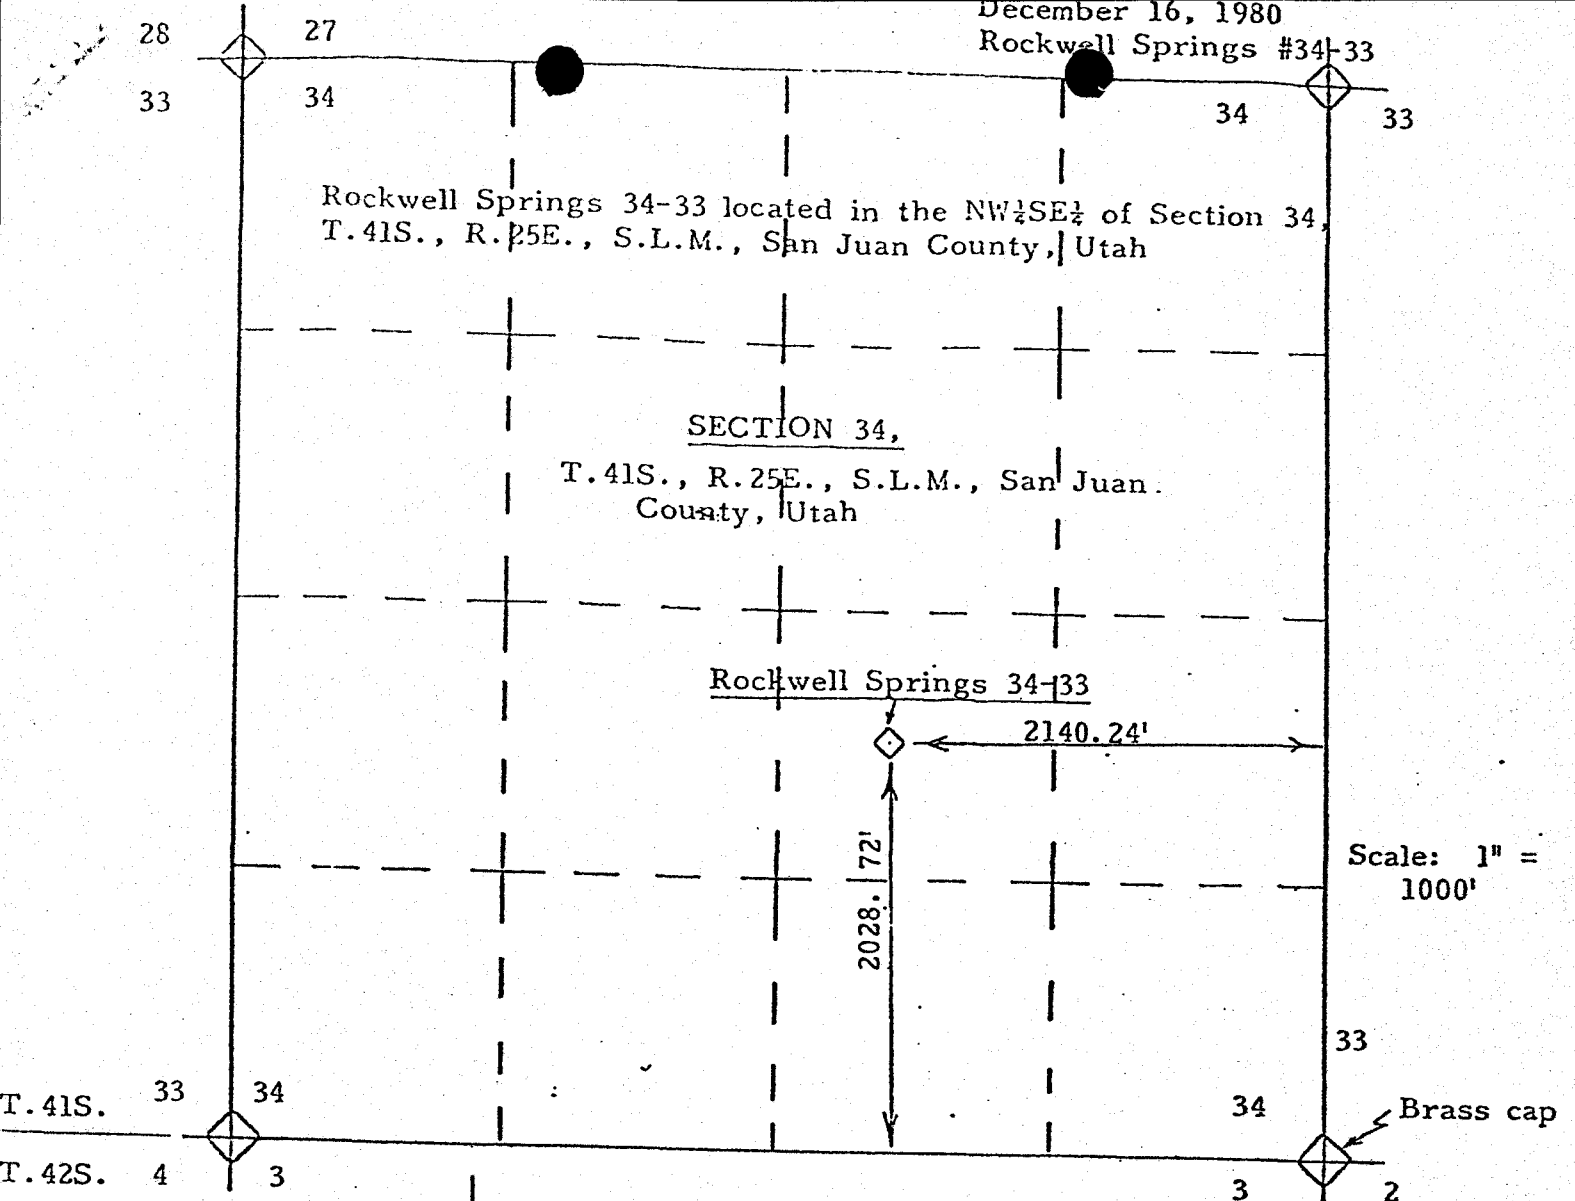 December 16, 1980
Rockwell Springs #34-33
28 27
33 34
34 33
Rockwell Springs 34-33 located in the NW¼SE¼ of Section 34,
T.41S., R.25E., S.L.M., San Juan County, Utah
SECTION 34,
T.41S., R.25E., S.L.M., San Juan
County, Utah
Rockwell Springs 34-33
2140.24'
2028.72'
Scale: 1" =
1000'
33
T.41S. 33 34
34 Brass cap
T.42S. 4 3
3 2